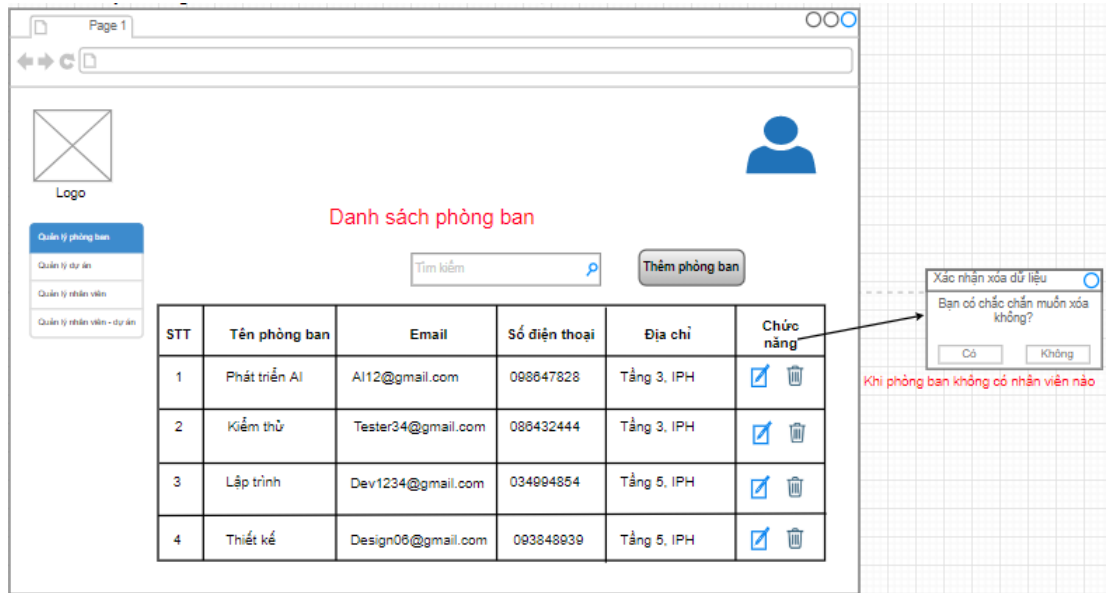 Page 1
Logo
Danh sách phòng ban
Quản lý phòng ban
Quản lý dự án
Quản lý nhân viên
Quản lý nhân viên - dự án
Tìm kiếm
Thêm phòng ban
STT
Tên phòng ban
Email
Số điện thoại
Địa chỉ
Chức
năng
1
Phát triển AI
AI12@gmail.com
098647828
Tầng 3, IPH
2
Kiểm thử
Tester34@gmail.com
086432444
Tầng 3, IPH
3
Lập trình
Dev1234@gmail.com
034994854
Tầng 5, IPH
4
Thiết kế
Design06@gmail.com
093848939
Tầng 5, IPH
Xác nhận xóa dữ liệu
Bạn có chắc chắn muốn xóa
không?
Có
Không
Khi phòng ban không có nhân viên nào